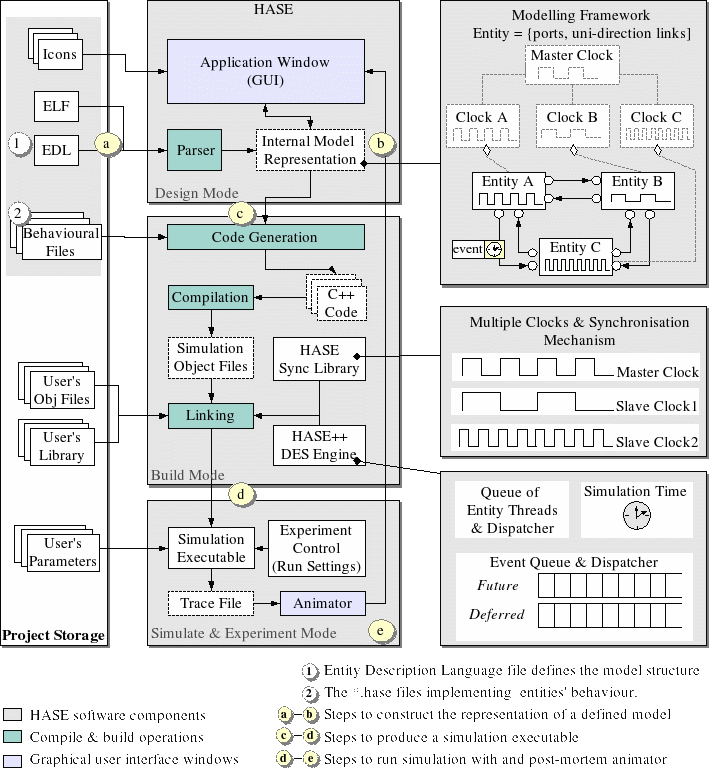 HASE
Icons
ELF
1
EDL
a
2
Behavioural
Files
User's
Obj Files
User's
Library
User's
Parameters
Project Storage
Application Window
(GUI)
Parser
Internal Model
Representation
b
Design Mode
c
Code Generation
Compilation
C++
Code
Simulation
Object Files
HASE
Sync Library
Linking
HASE++
DES Engine
Build Mode
d
Simulation
Executable
Experiment
Control
(Run Settings)
Trace File
Animator
Simulate & Experiment Mode
e
Modelling Framework
Entity = {ports, uni-direction links]
Master Clock
Clock A
Clock B
Clock C
Entity A
Entity B
event
Entity C
Multiple Clocks & Synchronisation
Mechanism
Master Clock
Slave Clock1
Slave Clock2
Queue of
Entity Threads
& Dispatcher
Simulation Time
Event Queue & Dispatcher
Future
Deferred
1 Entity Description Language file defines the model structure
2 The *.hase files implementing entities' behaviour.
HASE software components
Compile & build operations
Graphical user interface windows
a b Steps to construct the representation of a defined model
c d Steps to produce a simulation executable
d e Steps to run simulation with and post-mortem animator